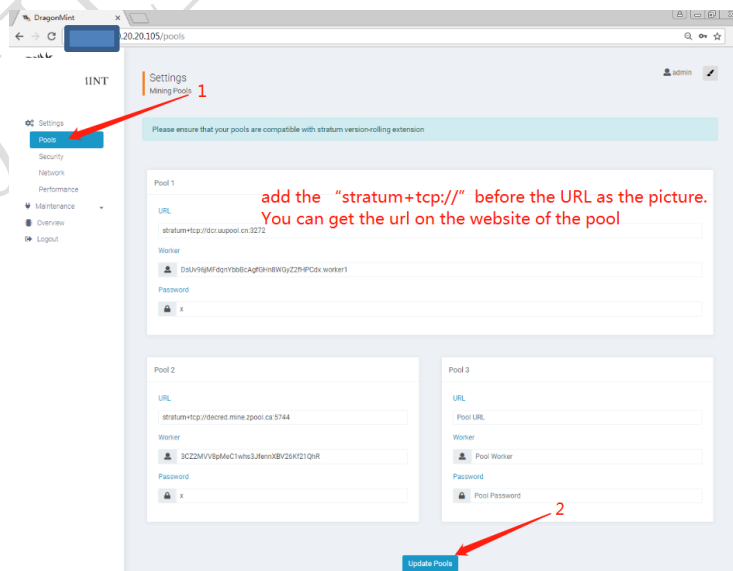 DragonMint
20.20.105/pools
IINT
Settings
Mining Pools
1
admin
Settings
Pools
Security
Network
Performance
Maintenance
Overview
Logout
Please ensure that your pools are compatible with stratum version-rolling extension
Pool 1
add the “stratum+tcp://” before the URL as the picture.
You can get the url on the website of the pool
URL
stratum+tcp://dcr.uupool.cn:3272
Worker
Password
x
Pool 2
URL
stratum+tcp://decred.mine.zpool.ca:5744
Worker
3CZ2MVV8pMeC1whs3JfennXBV26Kf21QhR
Password
x
Pool 3
URL
Pool URL
Worker
Pool Worker
Password
Pool Password
2
Update Pools